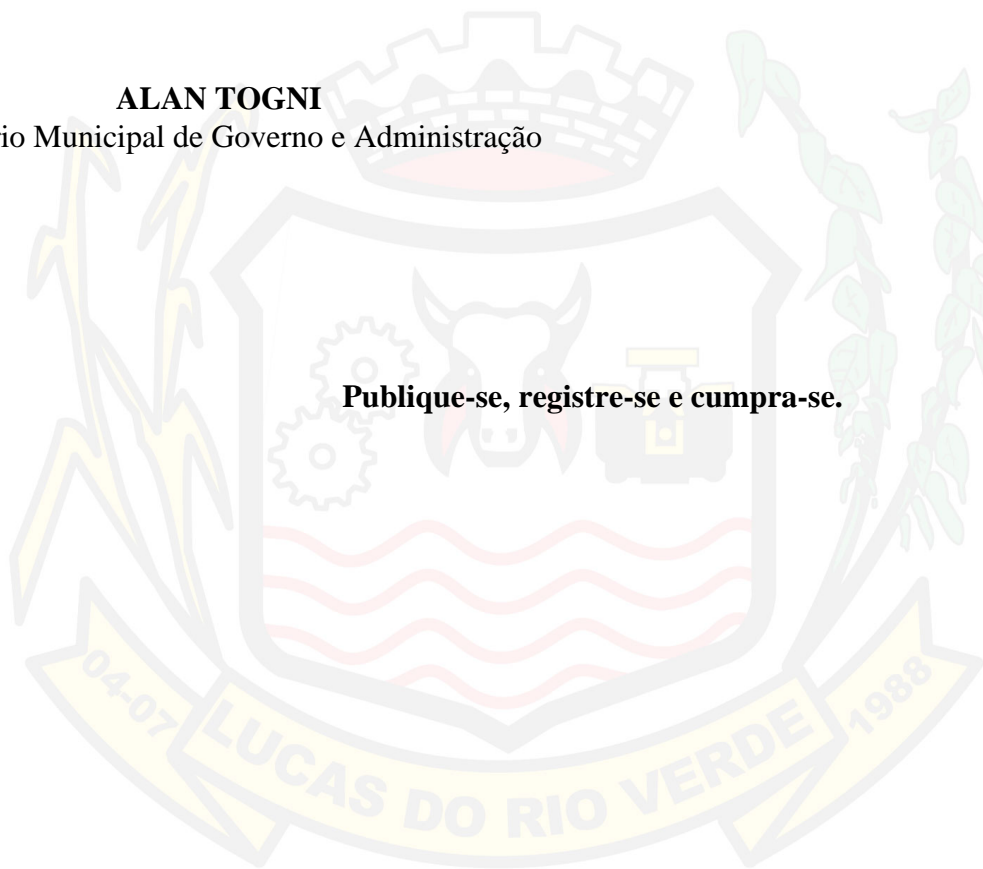 ALAN TOGNI
rio Municipal de Governo e Administração
Publique-se, registre-se e cumpra-se.
04-07 LUCAS DO RIO VERDE 1988